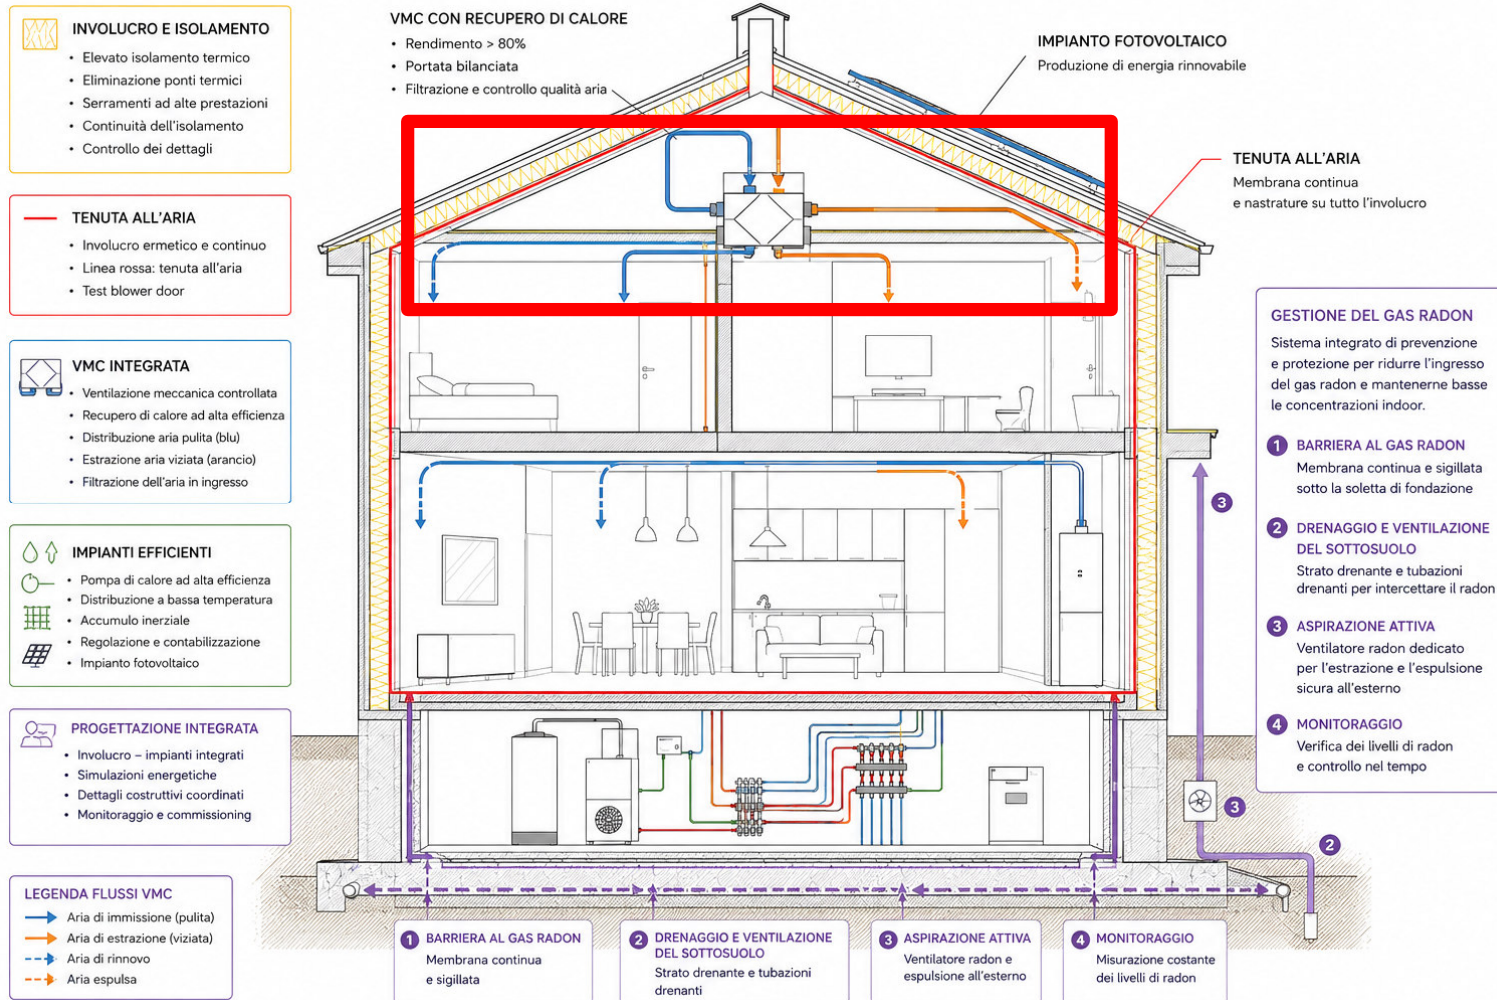 INVOLUCRO E ISOLAMENTO
• Elevato isolamento termico
• Eliminazione ponti termici
• Serramenti ad alte prestazioni
• Continuità dell'isolamento
• Controllo dei dettagli
TENUTA ALL'ARIA
• Involucro ermetico e continuo
• Linea rossa: tenuta all'aria
• Test blower door
VMC INTEGRATA
• Ventilazione meccanica controllata
• Recupero di calore ad alta efficienza
• Distribuzione aria pulita (blu)
• Estrazione aria viziata (arancio)
• Filtrazione dell'aria in ingresso
IMPIANTI EFFICIENTI
• Pompa di calore ad alta efficienza
• Distribuzione a bassa temperatura
• Accumulo inerziale
• Regolazione e contabilizzazione
• Impianto fotovoltaico
PROGETTAZIONE INTEGRATA
• Involucro – impianti integrati
• Simulazioni energetiche
• Dettagli costruttivi coordinati
• Monitoraggio e commissioning
LEGENDA FLUSSI VMC
Aria di immissione (pulita)
Aria di estrazione (viziata)
Aria di rinnovo
Aria espulsa
VMC CON RECUPERO DI CALORE
• Rendimento > 80%
• Portata bilanciata
• Filtrazione e controllo qualità aria
IMPIANTO FOTOVOLTAICO
Produzione di energia rinnovabile
TENUTA ALL'ARIA
Membrana continua
e nastrature su tutto l'involucro
GESTIONE DEL GAS RADON
Sistema integrato di prevenzione
e protezione per ridurre l'ingresso
del gas radon e mantenerne basse
le concentrazioni indoor.
1 BARRIERA AL GAS RADON
Membrana continua e sigillata
sotto la soletta di fondazione
2 DRENAGGIO E VENTILAZIONE
DEL SOTTOSUOLO
Strato drenante e tubazioni
drenanti per intercettare il radon
3 ASPIRAZIONE ATTIVA
Ventilatore radon dedicato
per l'estrazione e l'espulsione
sicura all'esterno
4 MONITORAGGIO
Verifica dei livelli di radon
e controllo nel tempo
3
3
2
1 BARRIERA AL GAS RADON
Membrana continua
e sigillata
2 DRENAGGIO E VENTILAZIONE
DEL SOTTOSUOLO
Strato drenante e tubazioni
drenanti
3 ASPIRAZIONE ATTIVA
Ventilatore radon e
espulsione all'esterno
4 MONITORAGGIO
Misurazione costante
dei livelli di radon